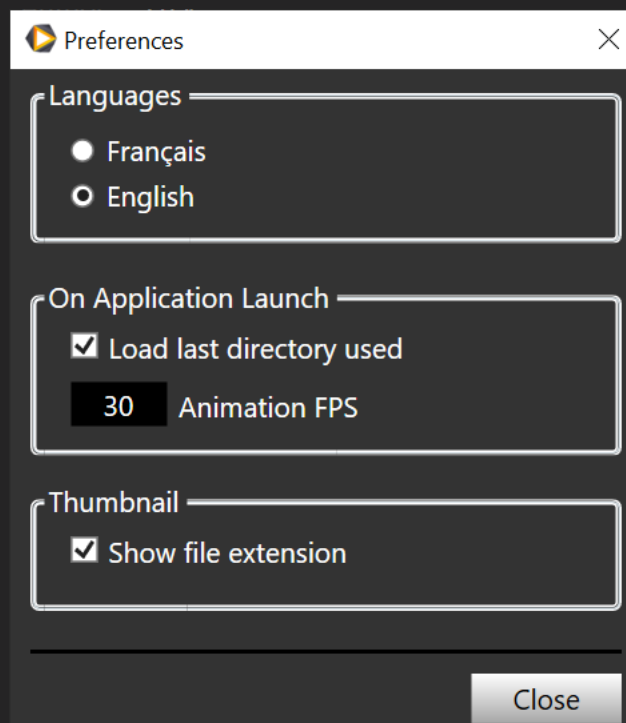 Preferences
Languages
Français
English
On Application Launch
Load last directory used
30 Animation FPS
Thumbnail
Show file extension
Close